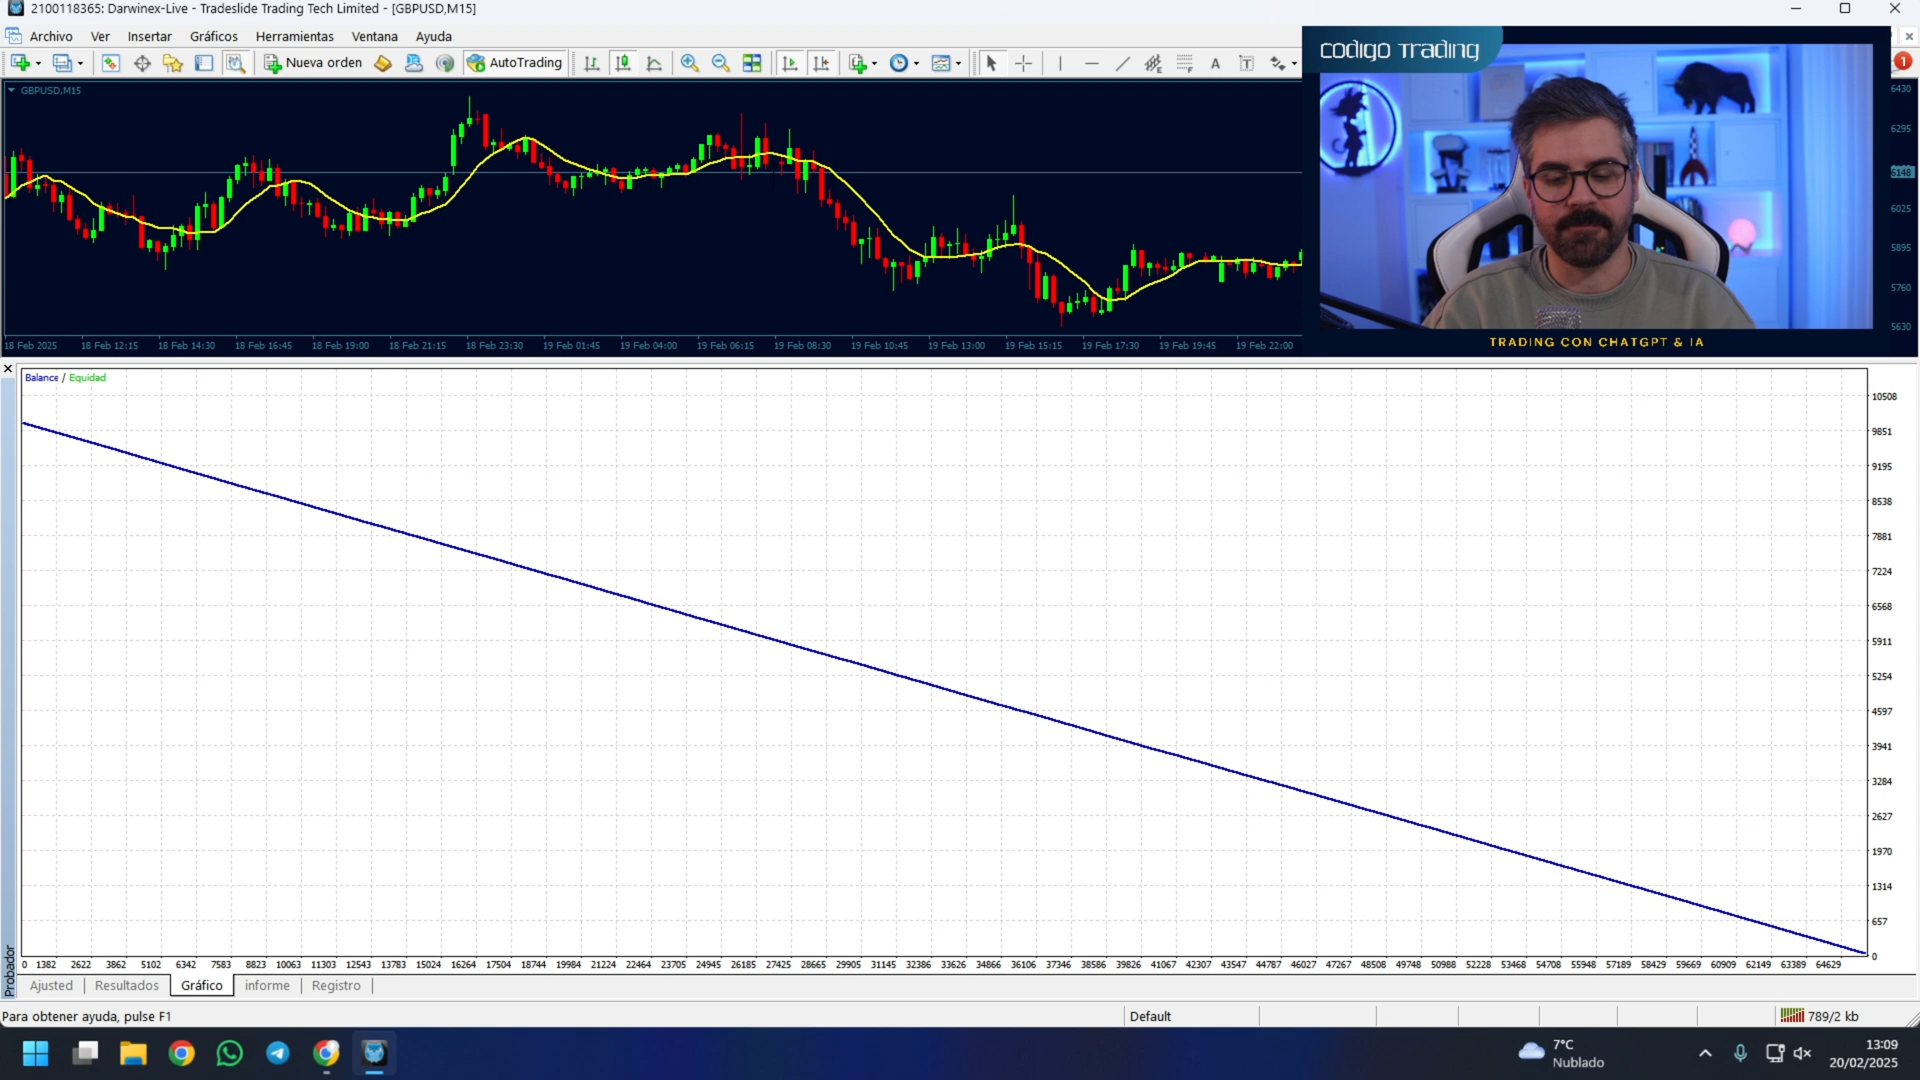 2100118365: Darwinex-Live - Tradeslide Trading Tech Limited - [GBPUSD,M15]
Archivo Ver Insertar Gráficos Herramientas Ventana Ayuda
Nueva orden AutoTrading
codigo Trading
1
GBPUSD,M15
6430
6295
6148
6025
5895
5760
5630
18 Feb 2025 18 Feb 12:15 18 Feb 14:30 18 Feb 16:45 18 Feb 19:00 18 Feb 21:15 18 Feb 23:30 19 Feb 01:45 19 Feb 04:00 19 Feb 06:15 19 Feb 08:30 19 Feb 10:45 19 Feb 13:00 19 Feb 15:15 19 Feb 17:30 19 Feb 19:45 19 Feb 22:00
TRADING CON CHATGPT & IA
Balance / Equidad
10508
9851
9195
8538
7881
7224
6568
5911
5254
4597
3941
3284
2627
1970
1314
657
0
0 1382 2622 3862 5102 6342 7583 8823 10063 11303 12543 13783 15024 16264 17504 18744 19984 21224 22464 23705 24945 26185 27425 28665 29905 31145 32386 33626 34866 36106 37346 38586 39826 41067 42307 43547 44787 46027 47267 48508 49748 50988 52228 53468 54708 55948 57189 58429 59669 60909 62149 63389 64629
Probador
Ajusted Resultados Gráfico informe Registro
Para obtener ayuda, pulse F1
Default
789/2 kb
7°C
Nublado
13:09
20/02/2025